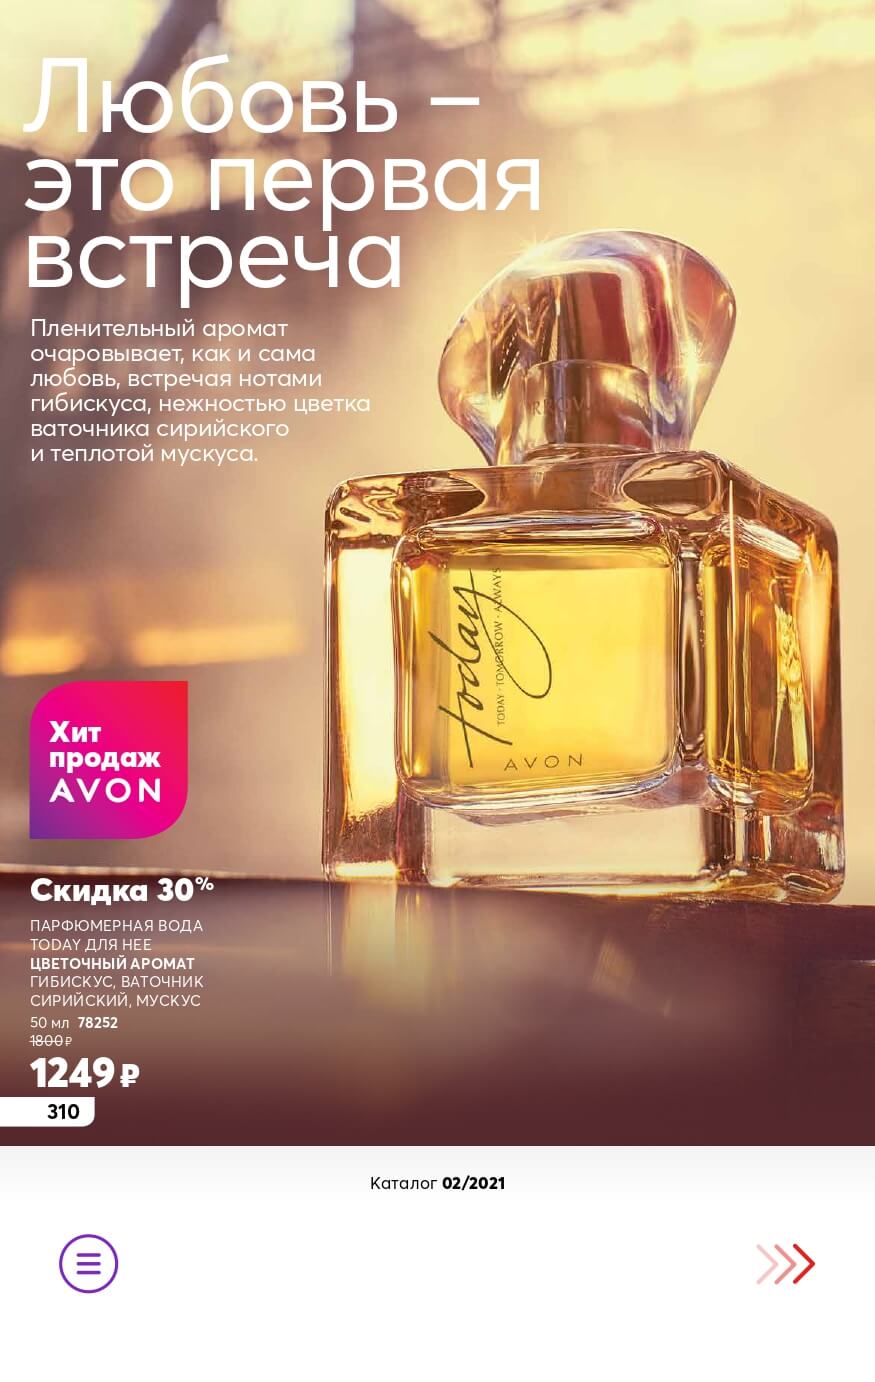 Любовь –
это первая
встреча
Пленительный аромат
очаровывает, как и сама
любовь, встречая нотами
гибискуса, нежностью цветка
ваточника сирийского
и теплотой мускуса.
today
TODAY · TOMORROW · ALWAYS
AVON
Хит
продаж
AVON
Скидка 30%
ПАРФЮМЕРНАЯ ВОДА
TODAY ДЛЯ НЕЕ
ЦВЕТОЧНЫЙ АРОМАТ
ГИБИСКУС, ВАТОЧНИК
СИРИЙСКИЙ, МУСКУС
50 мл 78252
1800 ₽
1249 ₽
310
Каталог 02/2021